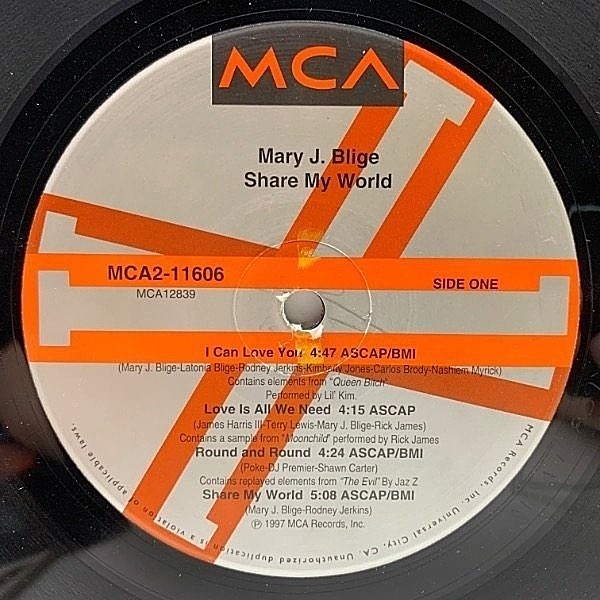 MCA
Mary J. Blige
Share My World
MCA2-11606
SIDE ONE
MCA12839
I Can Love You 4:47 ASCAP/BMI
(Mary J. Blige-Latonia Blige-Rodney Jerkins-Kimberly Jones-Carlos Brody-Nashiem Myrick)
Contains elements from "Queen Bitch"
Performed by Lil' Kim.
Love Is All We Need 4:15 ASCAP
(James Harris III-Terry Lewis-Mary J. Blige-Rick James)
Contains a sample from "Moonchild" performed by Rick James
Round and Round 4:24 ASCAP/BMI
(Poke-DJ Premier-Shawn Carter)
Contains replayed elements from "The Evil" By Jaz Z
Share My World 5:08 ASCAP/BMI
(Mary J. Blige-Rodney Jerkins)
℗ 1997 MCA Records, Inc.
MCA Records, Inc., Universal City, CA. Unauthorized duplication is a violation of applicable laws.